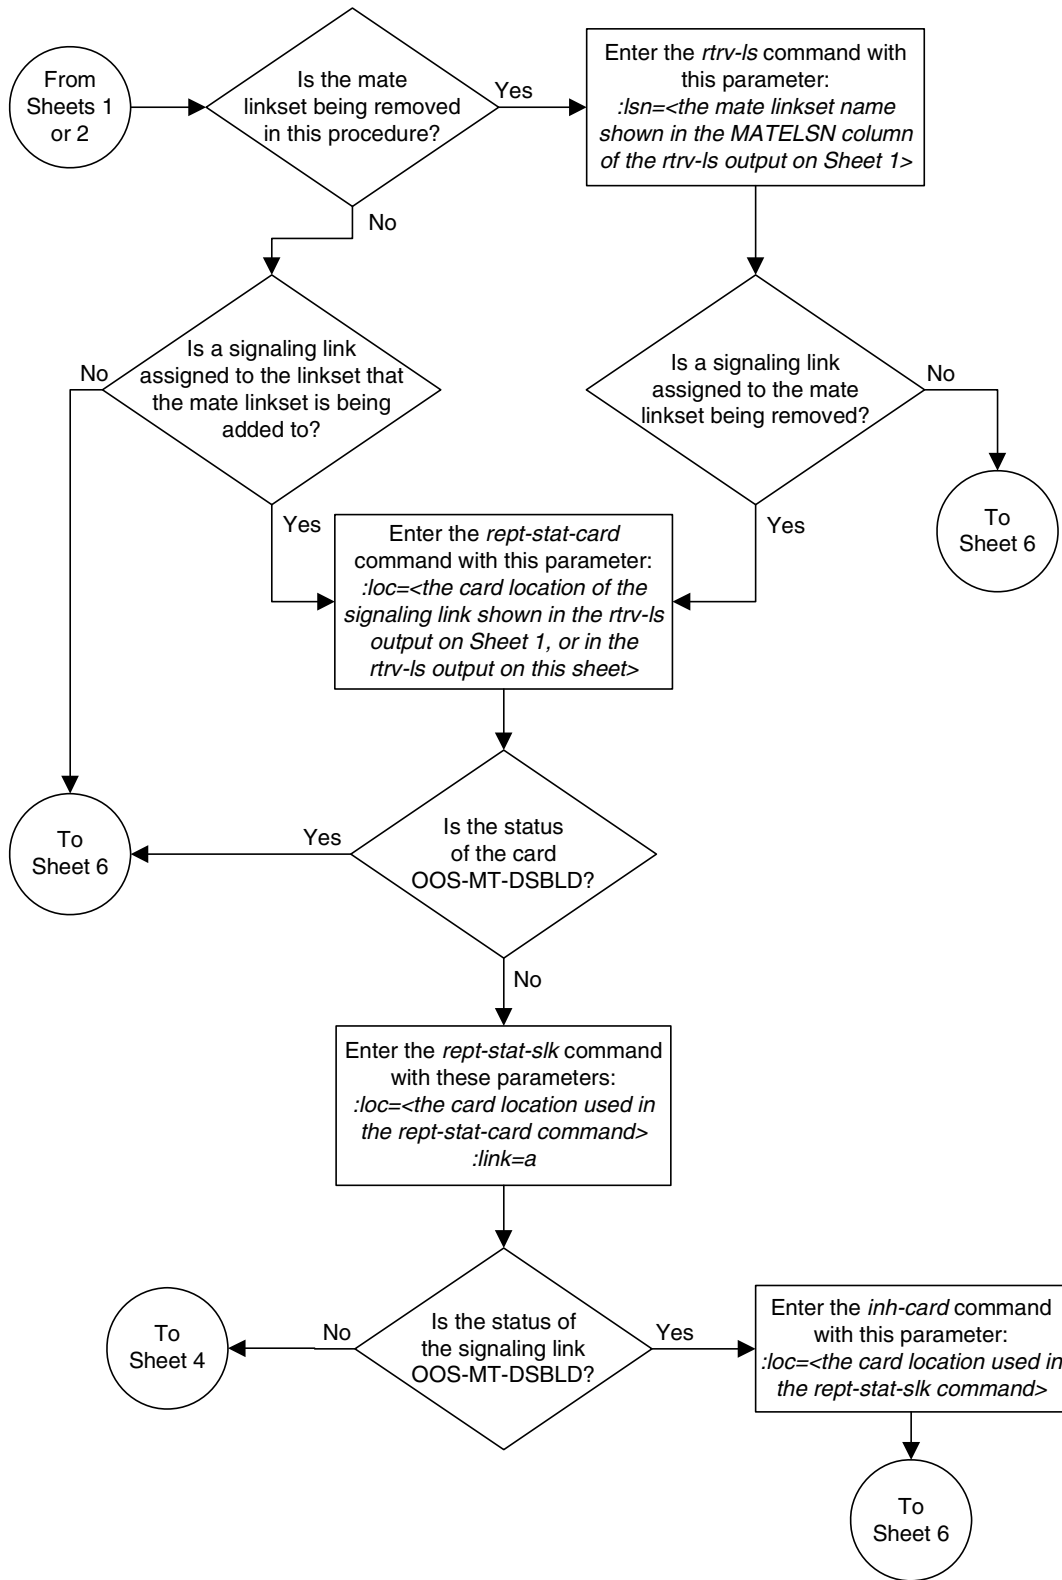 From
Sheets 1
or 2
Is the mate
linkset being removed
in this procedure?
Yes
Enter the rtrv-ls command with
this parameter:
:lsn=<the mate linkset name
shown in the MATELSN column
of the rtrv-ls output on Sheet 1>
No
Is a signaling link
assigned to the linkset that
the mate linkset is being
added to?
No
Yes
Is a signaling link
assigned to the mate
linkset being removed?
No
Yes
To
Sheet 6
Enter the rept-stat-card
command with this parameter:
:loc=<the card location of the
signaling link shown in the rtrv-ls
output on Sheet 1, or in the
rtrv-ls output on this sheet>
To
Sheet 6
Yes
Is the status
of the card
OOS-MT-DSBLD?
No
Enter the rept-stat-slk command
with these parameters:
:loc=<the card location used in
the rept-stat-card command>
:link=a
To
Sheet 4
No
Is the status of
the signaling link
OOS-MT-DSBLD?
Yes
Enter the inh-card command
with this parameter:
:loc=<the card location used in
the rept-stat-slk command>
To
Sheet 6